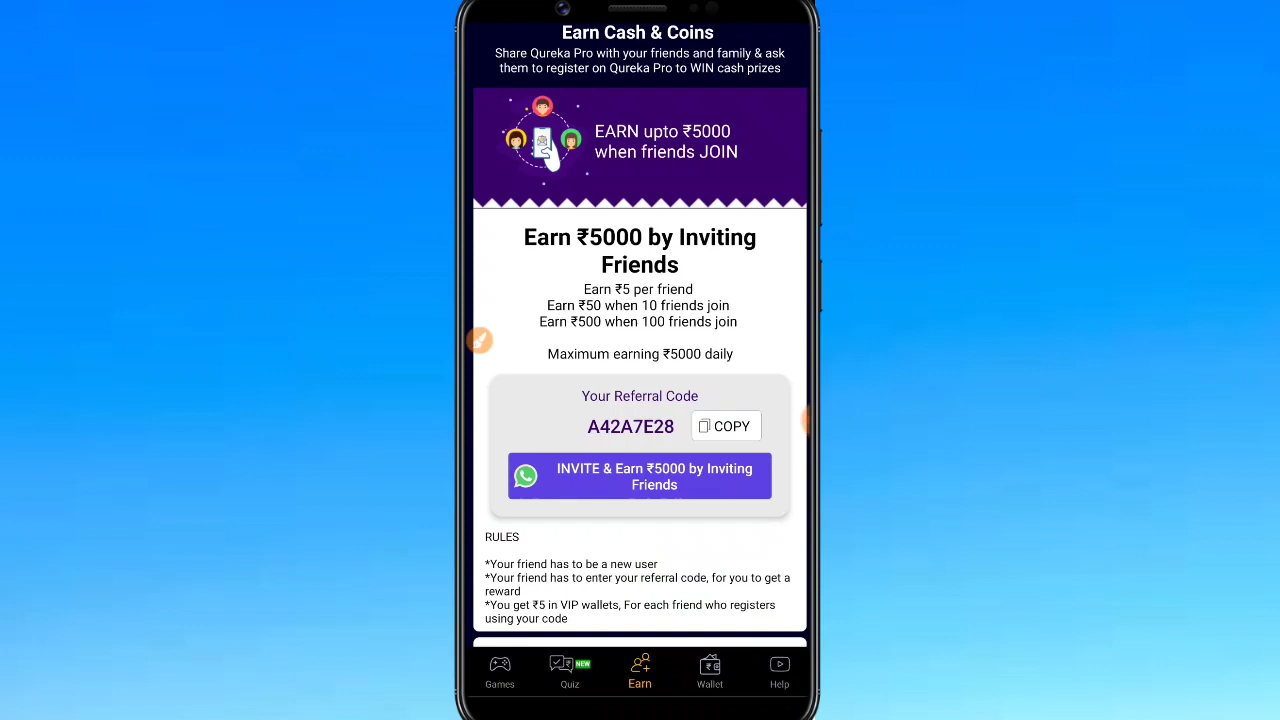 Earn Cash & Coins
Share Qureka Pro with your friends and family & ask
them to register on Qureka Pro to WIN cash prizes
EARN upto ₹5000
when friends JOIN
Earn ₹5000 by Inviting
Friends
Earn ₹5 per friend
Earn ₹50 when 10 friends join
Earn ₹500 when 100 friends join
Maximum earning ₹5000 daily
Your Referral Code
A42A7E28 COPY
INVITE & Earn ₹5000 by Inviting
Friends
RULES
*Your friend has to be a new user
*Your friend has to enter your referral code, for you to get a
reward
*You get ₹5 in VIP wallets, For each friend who registers
using your code
NEW
Games Quiz Earn Wallet Help